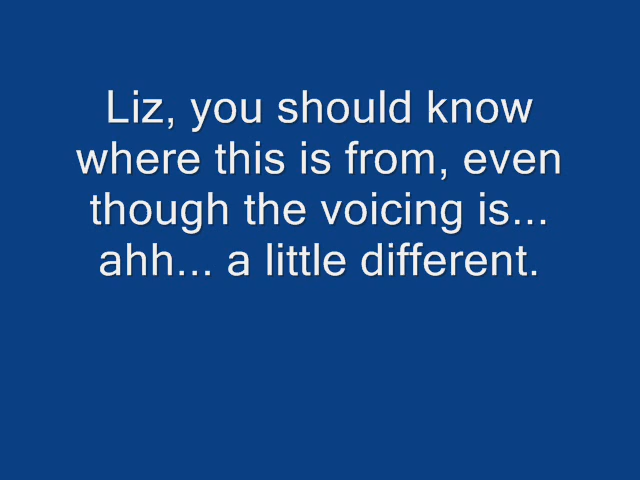 Liz, you should know
where this is from, even
though the voicing is...
ahh... a little different.